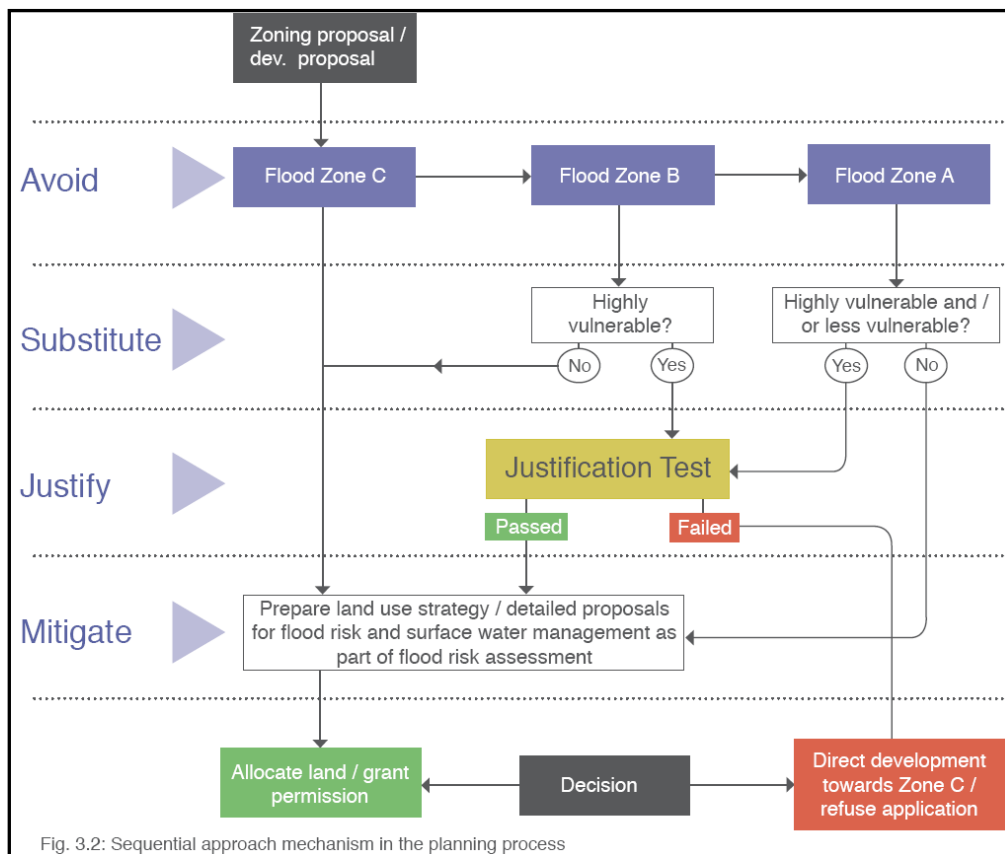 Zoning proposal /
dev. proposal
Avoid
Flood Zone C
Flood Zone B
Flood Zone A
Substitute
Highly
vulnerable?
No
Yes
Highly vulnerable and /
or less vulnerable?
Yes
No
Justify
Justification Test
Passed
Failed
Mitigate
Prepare land use strategy / detailed proposals
for flood risk and surface water management as
part of flood risk assessment
Allocate land / grant
permission
Decision
Direct development
towards Zone C /
refuse application
Fig. 3.2: Sequential approach mechanism in the planning process